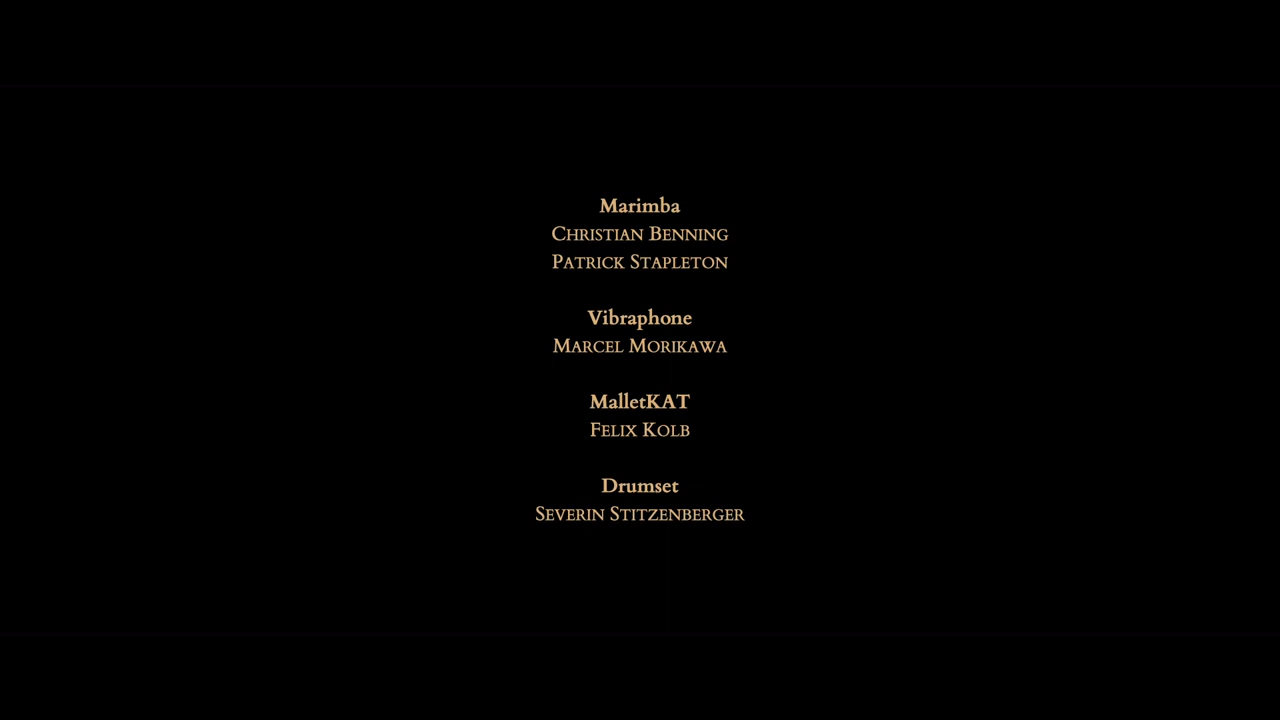 Marimba
Christian Benning
Patrick Stapleton
Vibraphone
Marcel Morikawa
MalletKAT
Felix Kolb
Drumset
Severin Stitzenberger